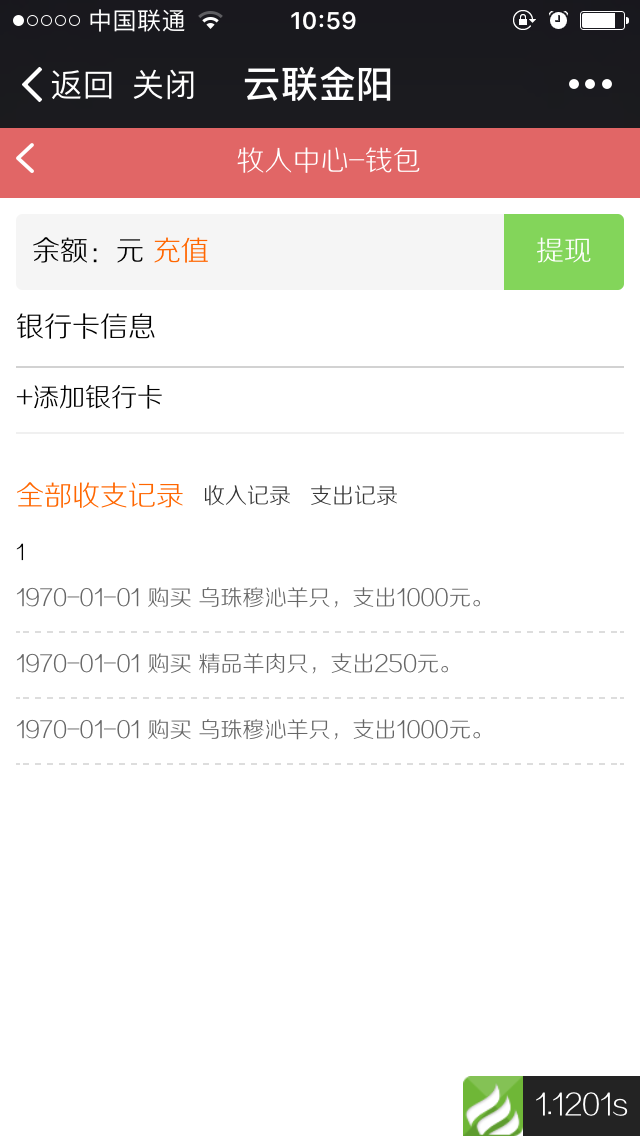 中国联通 10:59
返回 关闭 云联金阳
牧人中心-钱包
余额：元 充值 提现
银行卡信息
+添加银行卡
全部收支记录 收入记录 支出记录
1
1970-01-01 购买 乌珠穆沁羊只，支出1000元。
1970-01-01 购买 精品羊肉只，支出250元。
1970-01-01 购买 乌珠穆沁羊只，支出1000元。
1.1201s